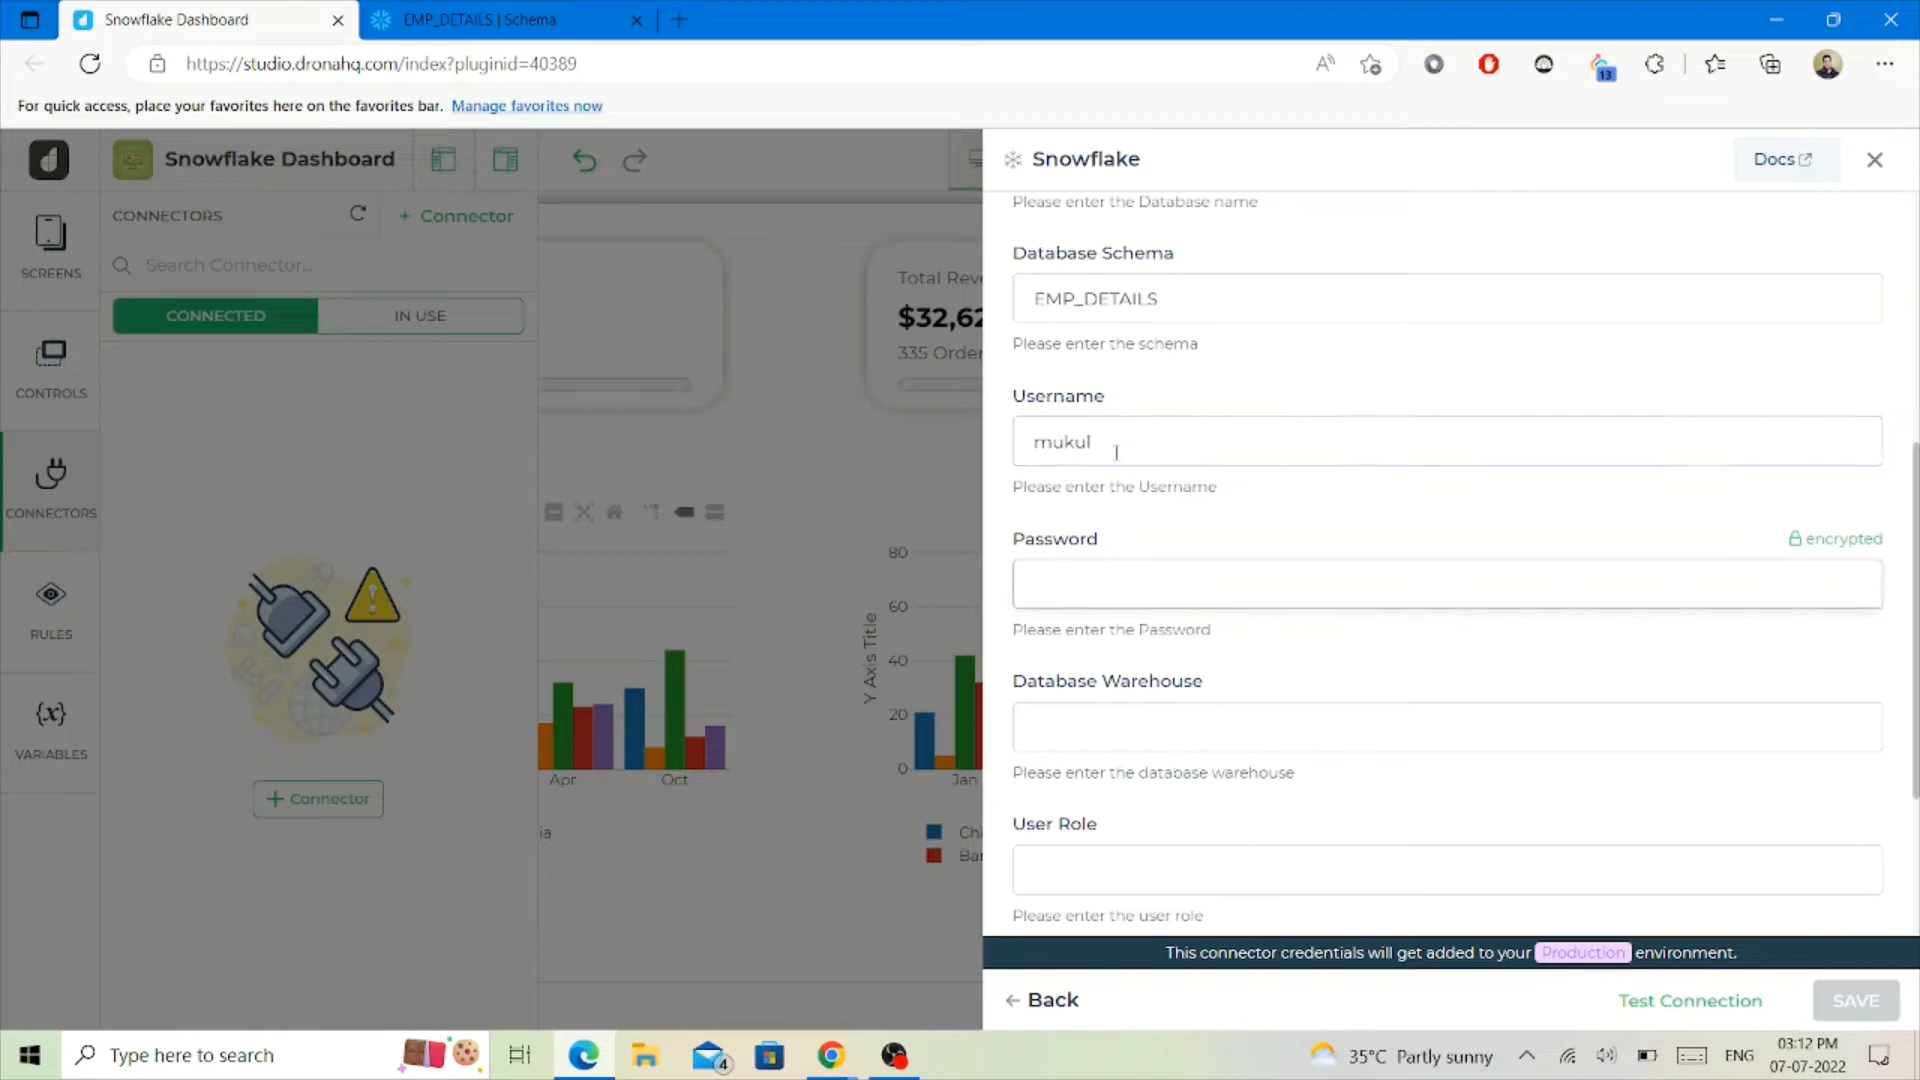 Snowflake Dashboard
EMP_DETAILS | Schema
https://studio.dronahq.com/index?pluginid=40389
13
For quick access, place your favorites here on the favorites bar. Manage favorites now
Snowflake Dashboard
CONNECTORS
+ Connector
Search Connector...
CONNECTED
IN USE
SCREENS
CONTROLS
CONNECTORS
RULES
{x}
VARIABLES
+ Connector
Total Reve
$32,62
335 Order
80
60
40
20
0
Y Axis Title
Apr
Oct
Jan
ia
Chi
Ban
Snowflake
Docs
Please enter the Database name
Database Schema
EMP_DETAILS
Please enter the schema
Username
mukul
Please enter the Username
Password
encrypted
Please enter the Password
Database Warehouse
Please enter the database warehouse
User Role
Please enter the user role
This connector credentials will get added to your Production environment.
Back
Test Connection
SAVE
Type here to search
4
35°C Partly sunny
ENG
03:12 PM
07-07-2022